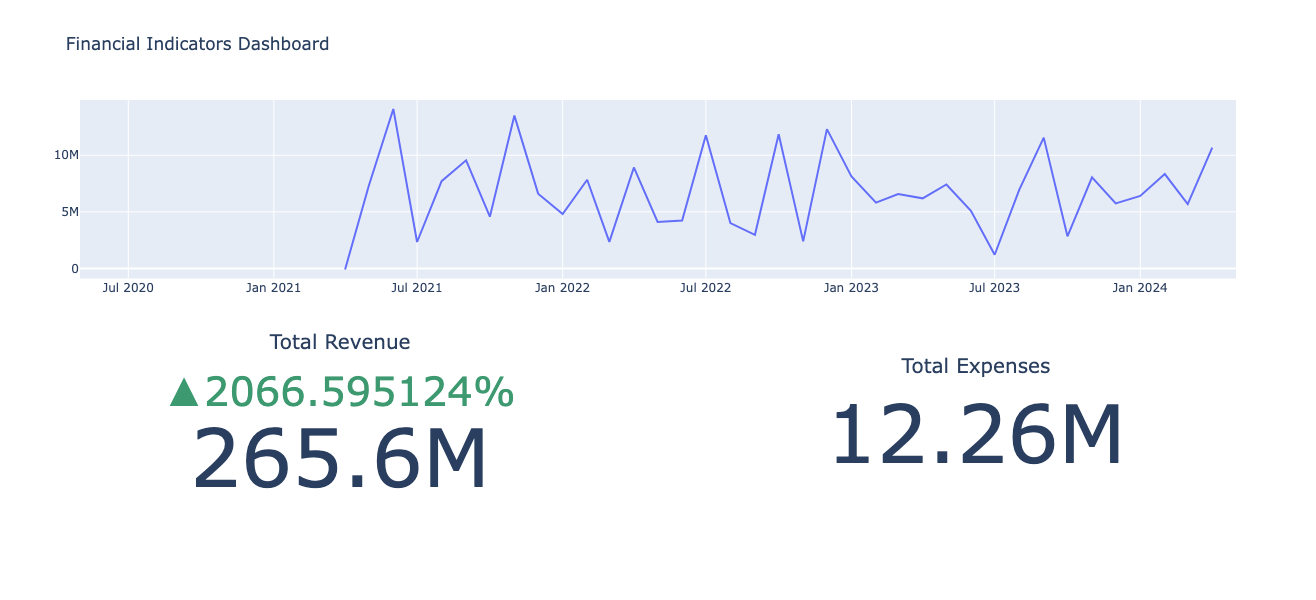 Financial Indicators Dashboard
10M
5M
0
Jul 2020
Jan 2021
Jul 2021
Jan 2022
Jul 2022
Jan 2023
Jul 2023
Jan 2024
Total Revenue
▲2066.595124%
265.6M
Total Expenses
12.26M